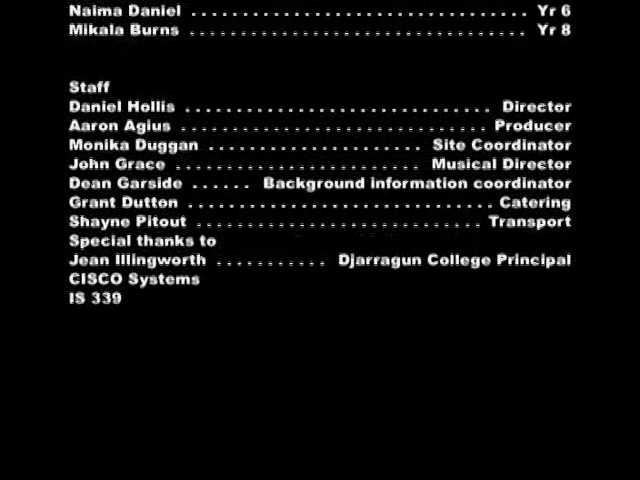 Naima Daniel . . . . . . . . . . . . . . . . . . . . . . . . . . . . . . . . . Yr 6
Mikala Burns . . . . . . . . . . . . . . . . . . . . . . . . . . . . . . . . . Yr 8
Staff
Daniel Hollis . . . . . . . . . . . . . . . . . . . . . . . . . . . . . . Director
Aaron Agius . . . . . . . . . . . . . . . . . . . . . . . . . . . . . . Producer
Monika Duggan . . . . . . . . . . . . . . . . . . . . . Site Coordinator
John Grace . . . . . . . . . . . . . . . . . . . . . . . . Musical Director
Dean Garside . . . . . . Background information coordinator
Grant Dutton . . . . . . . . . . . . . . . . . . . . . . . . . . . . . . Catering
Shayne Pitout . . . . . . . . . . . . . . . . . . . . . . . . . . . . Transport
Special thanks to
Jean Illingworth . . . . . . . . . . . Djarragun College Principal
CISCO Systems
IS 339